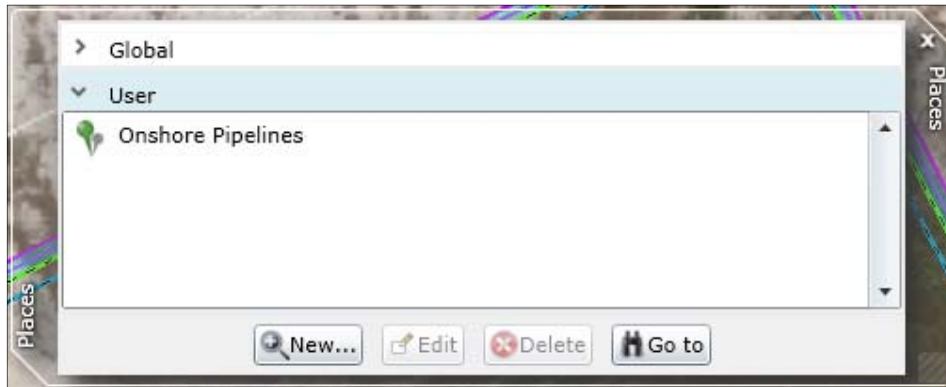 Global
User
Onshore Pipelines
New...
Edit
Delete
Go to
Places
x
Places